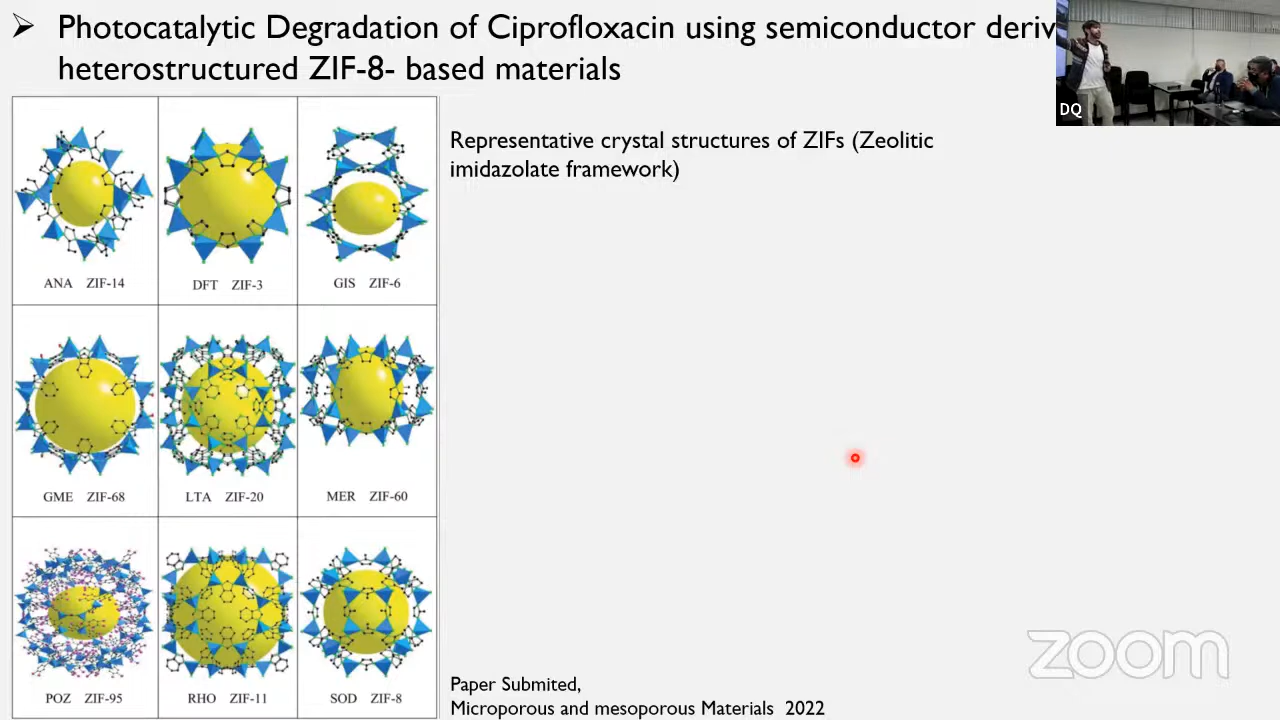 Photocatalytic Degradation of Ciprofloxacin using semiconductor deriv
heterostructured ZIF-8- based materials
DQ
Representative crystal structures of ZIFs (Zeolitic
imidazolate framework)
ANA ZIF-14
DFT ZIF-3
GIS ZIF-6
GME ZIF-68
LTA ZIF-20
MER ZIF-60
POZ ZIF-95
RHO ZIF-11
SOD ZIF-8
Paper Submited,
Microporous and mesoporous Materials 2022
zoom